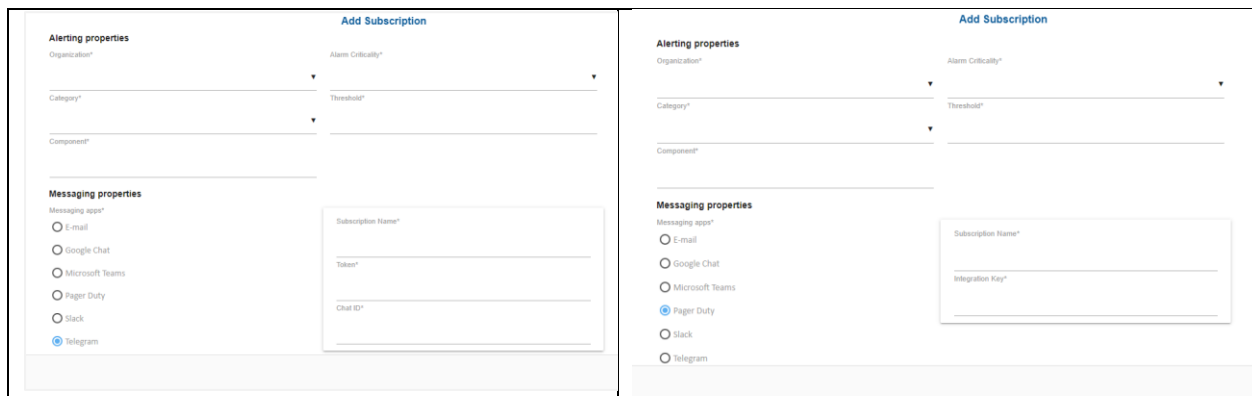 Add Subscription
Alerting properties
Organization*
Alarm Criticality*
Category*
Threshold*
Component*
Messaging properties
Messaging apps*
E-mail
Google Chat
Microsoft Teams
Pager Duty
Slack
Telegram
Subscription Name*
Token*
Chat ID*
Add Subscription
Alerting properties
Organization*
Alarm Criticality*
Category*
Threshold*
Component*
Messaging properties
Messaging apps*
E-mail
Google Chat
Microsoft Teams
Pager Duty
Slack
Telegram
Subscription Name*
Integration Key*